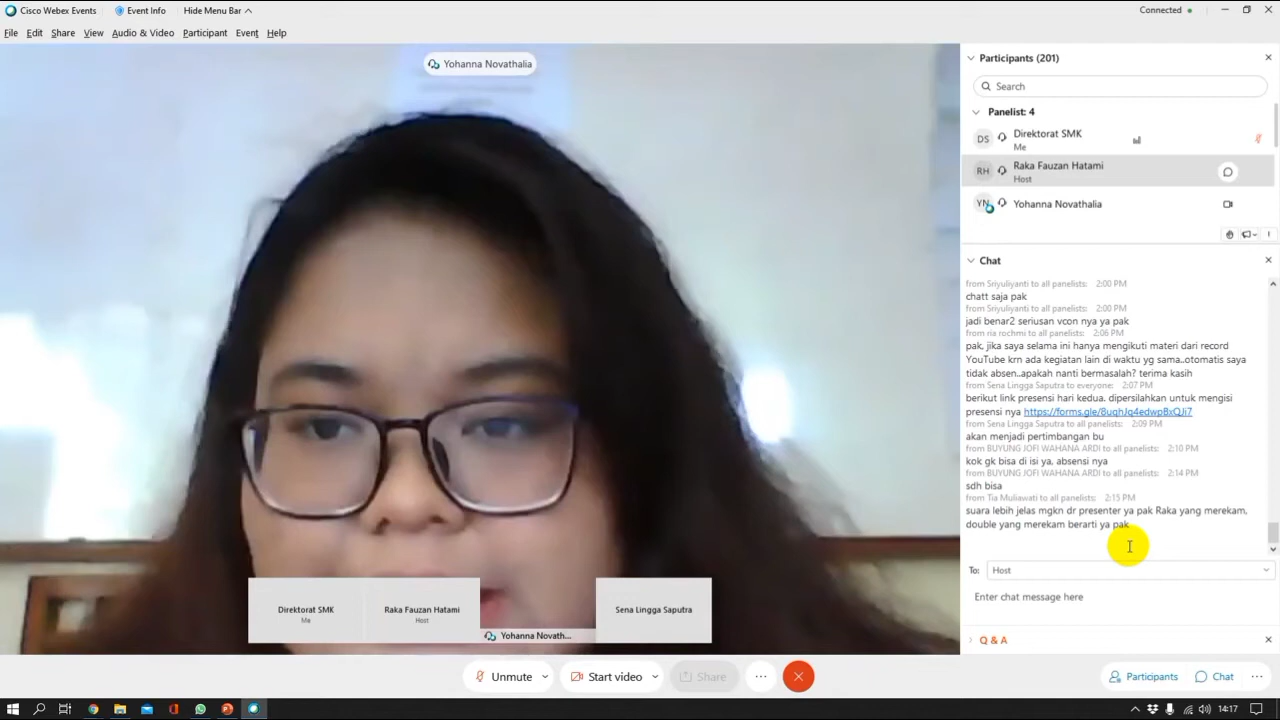 Cisco Webex Events
Event Info
Hide Menu Bar
Connected
File Edit Share View Audio & Video Participant Event Help
Yohanna Novathalia
Participants (201)
Search
Panelist: 4
DS
Direktorat SMK
Me
RH
Raka Fauzan Hatami
Host
YN
Yohanna Novathalia
Chat
from Sriyuliyanti to all panelists: 2:00 PM
chatt saja pak
from Sriyuliyanti to all panelists: 2:00 PM
jadi benar2 seriusan vcon nya ya pak
from ria rochmi to all panelists: 2:06 PM
pak, jika saya selama ini hanya mengikuti materi dari record
YouTube krn ada kegiatan lain di waktu yg sama..otomatis saya
tidak absen..apakah nanti bermasalah? terima kasih
from Sena Lingga Saputra to everyone: 2:07 PM
berikut link presensi hari kedua. dipersilahkan untuk mengisi
presensi nya https://forms.gle/8uqhJq4edwpBxQJi7
from Sena Lingga Saputra to all panelists: 2:09 PM
akan menjadi pertimbangan bu
from BUYUNG JOFI WAHANA ARDI to all panelists: 2:10 PM
kok gk bisa di isi ya, absensi nya
from BUYUNG JOFI WAHANA ARDI to all panelists: 2:14 PM
sdh bisa
from Tia Muliawati to all panelists: 2:15 PM
suara lebih jelas mgkn dr presenter ya pak Raka yang merekam,
double yang merekam berarti ya pak
To: Host
Enter chat message here
Q & A
Direktorat SMK
Me
Raka Fauzan Hatami
Host
Yohanna Novath...
Sena Lingga Saputra
Unmute
Start video
Share
Participants
Chat
14:17